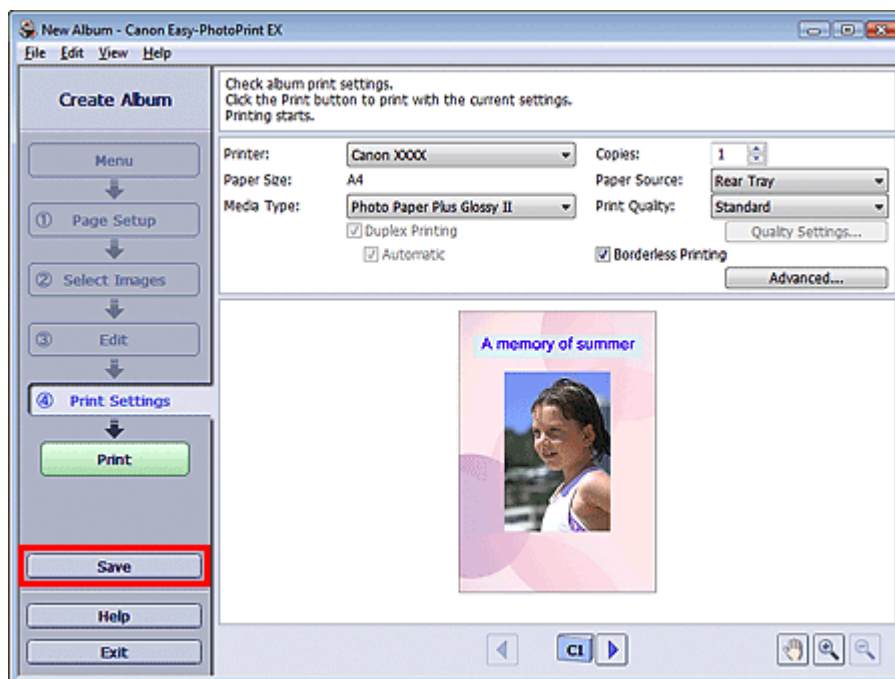 New Album - Canon Easy-PhotoPrint EX
File Edit View Help
Create Album
Check album print settings.
Click the Print button to print with the current settings.
Printing starts.
Menu
① Page Setup
② Select Images
③ Edit
④ Print Settings
Print
Save
Help
Exit
Printer: Canon XXXX Copies: 1
Paper Size: A4 Paper Source: Rear Tray
Media Type: Photo Paper Plus Glossy II Print Quality: Standard
Duplex Printing Quality Settings...
Automatic Borderless Printing
Advanced...
A memory of summer
C1